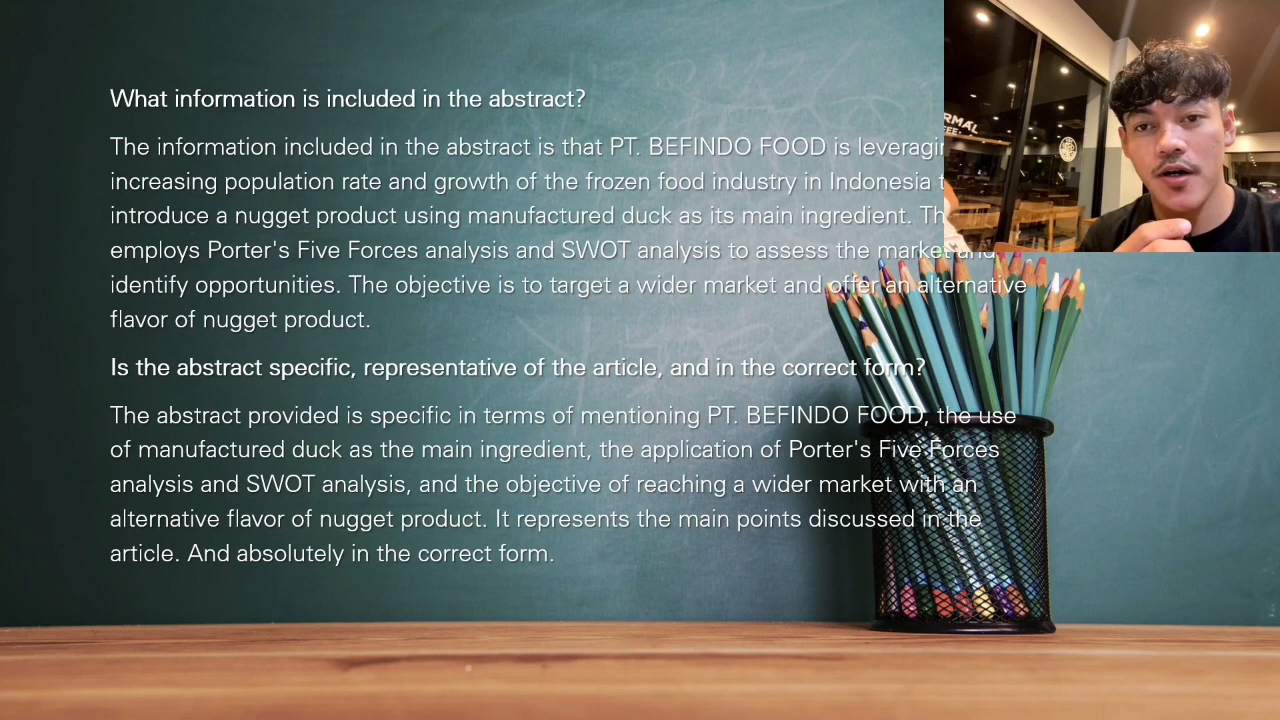 What information is included in the abstract?
The information included in the abstract is that PT. BEFINDO FOOD is
increasing population rate and growth of the frozen food industry in Indonesia
introduce a nugget product using manufactured duck as its main ingredient.
employs Porter's Five Forces analysis and SWOT analysis to assess the market and
identify opportunities. The objective is to target a wider market and offer an alternative
flavor of nugget product.
Is the abstract specific, representative of the article, and in the correct form?
The abstract provided is specific in terms of mentioning PT. BEFINDO FOOD, the use
of manufactured duck as the main ingredient, the application of Porter's Five Forces
analysis and SWOT analysis, and the objective of reaching a wider market with an
alternative flavor of nugget product. It represents the main points discussed in the
article. And absolutely in the correct form.